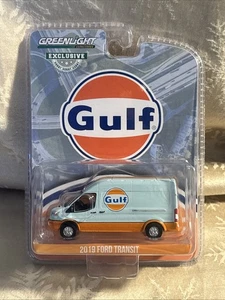 GREENLIGHT
EXCLUSIVE
Gulf
Gulf
2019 FORD TRANSIT